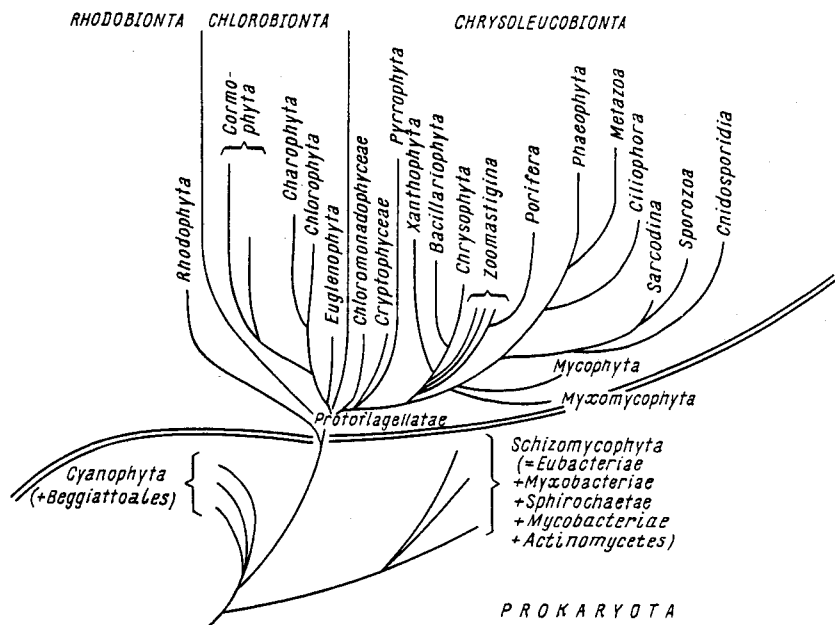 RHODOBIONTA
CHLOROBIONTA
CHRYSOLEUCOBIONTA
Rhodophyta
Cormo-
phyta
Charophyta
Chlorophyta
Euglenophyta
Chloromonadophyceae
Cryptophyceae
Pyrrophyta
Xanthophyta
Bacillariophyta
Chrysophyta
Zoomastigina
Porifera
Phaeophyta
Metazoa
Ciliophora
Sarcodina
Sporozoa
Cnidosporidia
Mycophyta
Myxomycophyta
Protoflagellatae
Cyanophyta
(+Beggiattoales)
Schizomycophyta
(=Eubacteriae
+Myxobacteriae
+Sphirochaetae
+Mycobacteriae
+Actinomycetes)
PROKARYOTA